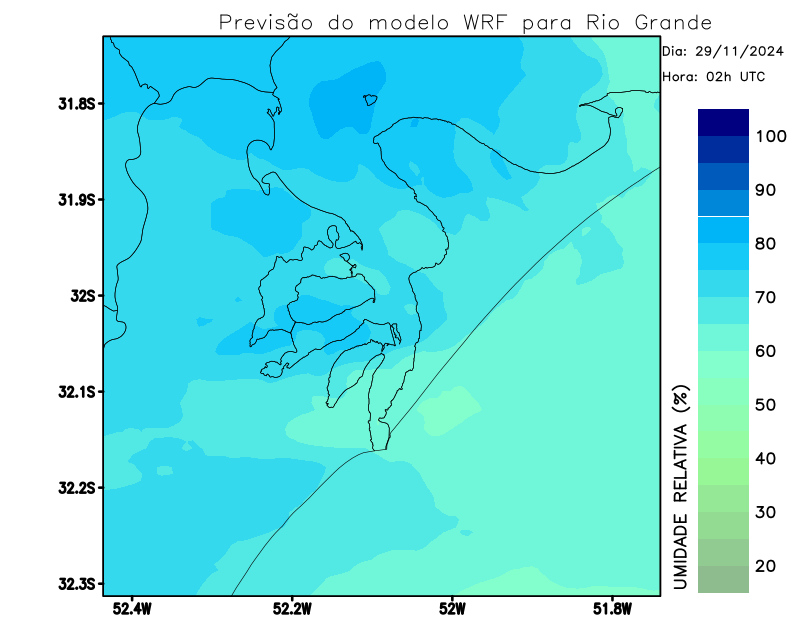 Previsão do modelo WRF para Rio Grande
Dia: 29/11/2024
Hora: 02h UTC
31.8S
31.9S
32S
32.1S
32.2S
32.3S
52.4W
52.2W
52W
51.8W
100
90
80
70
60
50
40
30
20
UMIDADE RELATIVA (%)